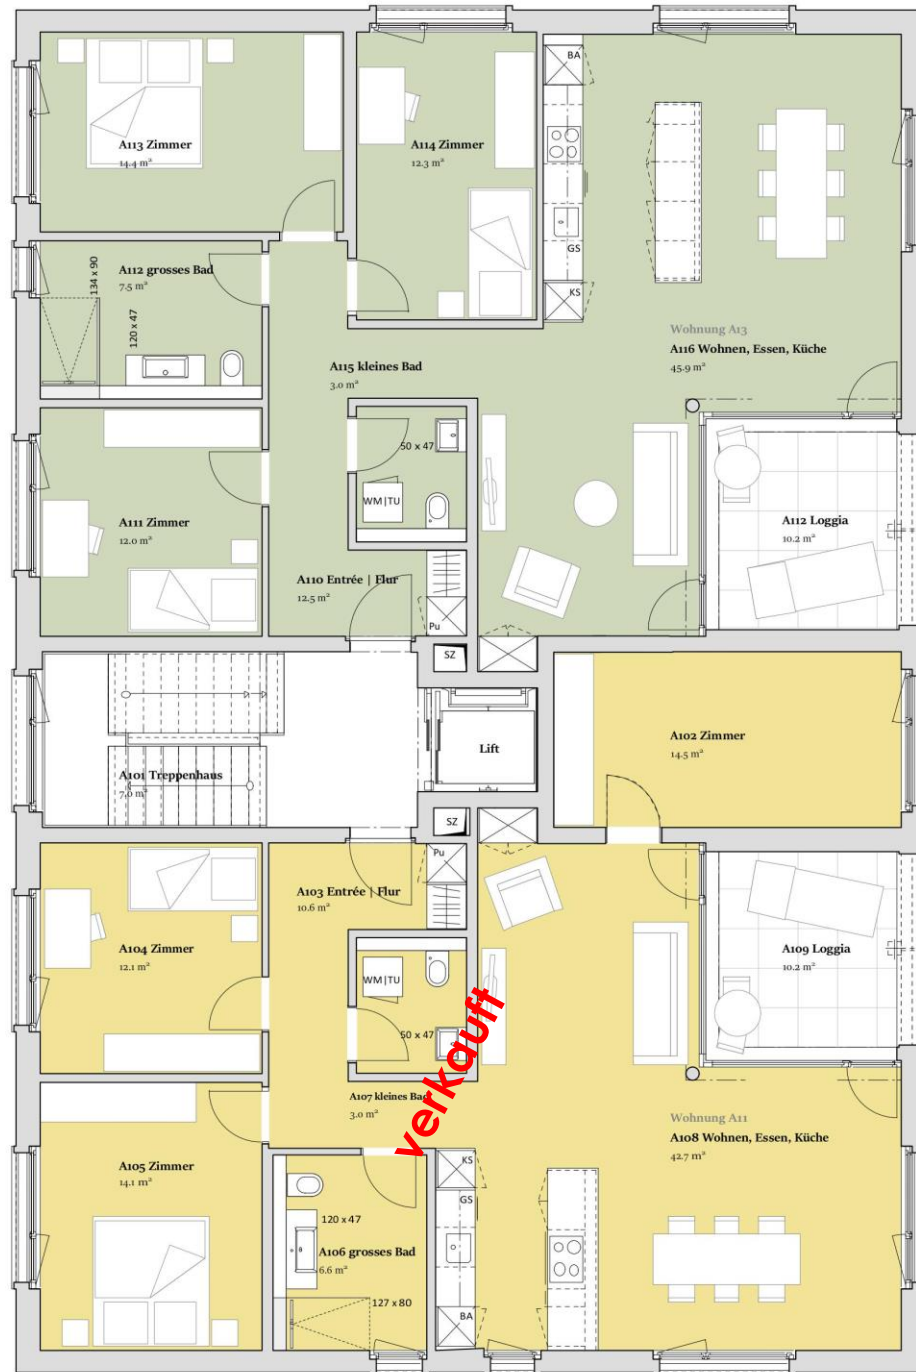 BA
A113 Zimmer
14.4 m²
A114 Zimmer
12.3 m²
GS
A112 grosses Bad
7.5 m²
134 x 90
120 x 47
KS
Wohnung A13
A116 Wohnen, Essen, Küche
45.9 m²
A115 kleines Bad
3.0 m²
50 x 47
WM|TU
A111 Zimmer
12.0 m²
A112 Loggia
10.2 m²
A110 Entrée | Flur
12.5 m²
Pu
SZ
A102 Zimmer
14.5 m²
Lift
A101 Treppenhaus
7.0 m²
SZ
Pu
A103 Entrée | Flur
10.6 m²
A104 Zimmer
12.1 m²
A109 Loggia
10.2 m²
WM|TU
50 x 47
verkauft
A107 kleines Bad
3.0 m²
Wohnung A11
A108 Wohnen, Essen, Küche
42.7 m²
KS
A105 Zimmer
14.1 m²
GS
120 x 47
A106 grosses Bad
6.6 m²
127 x 80
BA